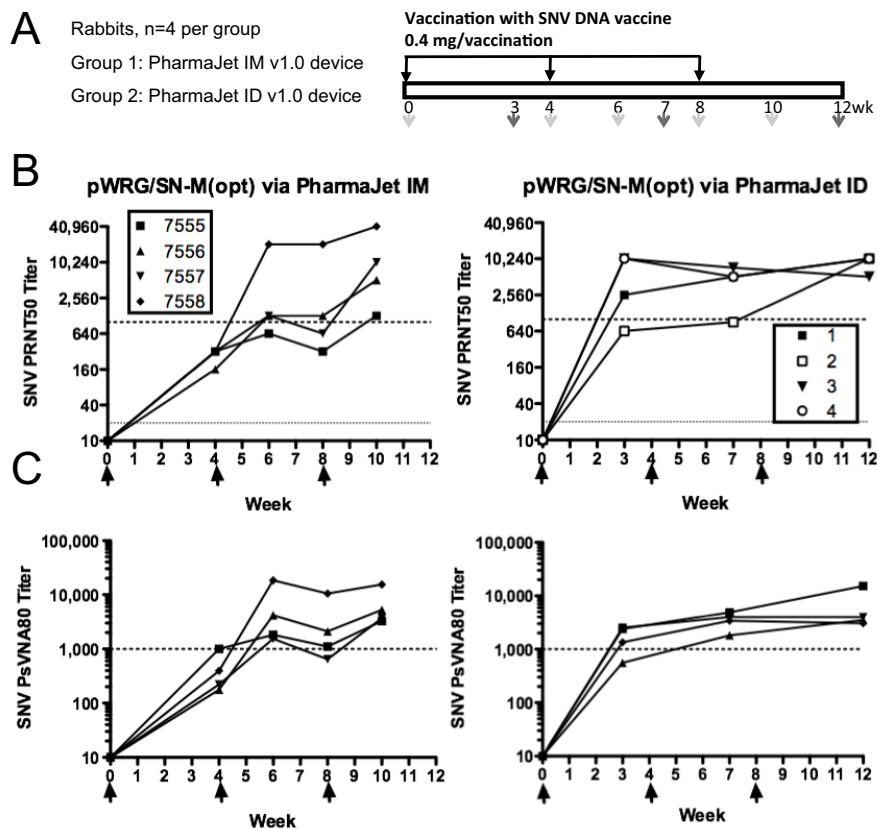 A
Rabbits, n=4 per group
Group 1: PharmaJet IM v1.0 device
Group 2: PharmaJet ID v1.0 device
Vaccination with SNV DNA vaccine
0.4 mg/vaccination
0 3 4 6 7 8 10 12wk
B
pWRG/SN-M(opt) via PharmaJet IM
SNV PRNT50 Titer
40,960
10,240
2,560
640
160
40
10
7555
7556
7557
7558
0 1 2 3 4 5 6 7 8 9 10 11 12
Week
pWRG/SN-M(opt) via PharmaJet ID
SNV PRNT50 Titer
40,960
10,240
2,560
640
160
40
10
1
2
3
4
0 1 2 3 4 5 6 7 8 9 10 11 12
Week
C
SNV PsVNA80 Titer
100,000
10,000
1,000
100
10
0 1 2 3 4 5 6 7 8 9 10 11 12
Week
SNV PsVNA80 Titer
100,000
10,000
1,000
100
10
0 1 2 3 4 5 6 7 8 9 10 11 12
Week